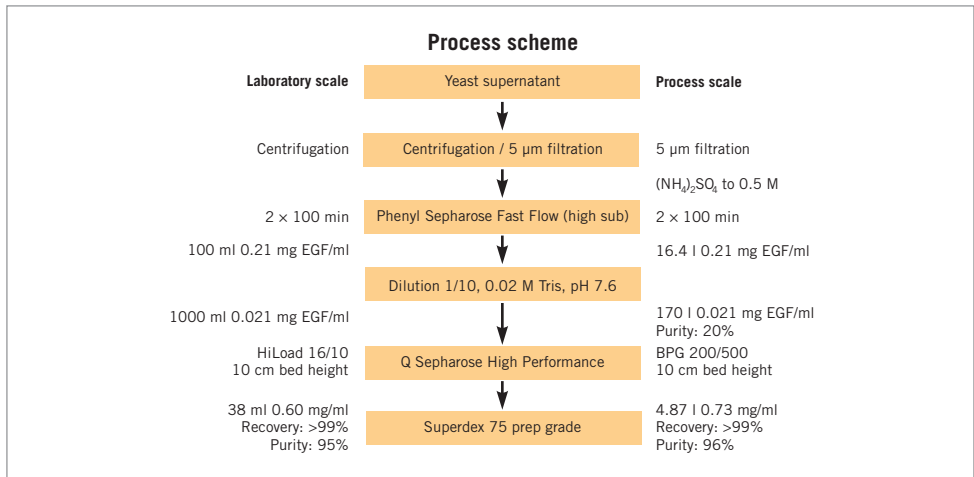 Process scheme
Laboratory scale
Yeast supernatant
Process scale
Centrifugation
Centrifugation / 5 µm filtration
5 µm filtration
(NH₄)₂SO₄ to 0.5 M
2 × 100 min
Phenyl Sepharose Fast Flow (high sub)
2 × 100 min
100 ml 0.21 mg EGF/ml
16.4 l 0.21 mg EGF/ml
Dilution 1/10, 0.02 M Tris, pH 7.6
1000 ml 0.021 mg EGF/ml
170 l 0.021 mg EGF/ml
Purity: 20%
HiLoad 16/10
10 cm bed height
Q Sepharose High Performance
BPG 200/500
10 cm bed height
38 ml 0.60 mg/ml
Recovery: >99%
Purity: 95%
Superdex 75 prep grade
4.87 l 0.73 mg/ml
Recovery: >99%
Purity: 96%